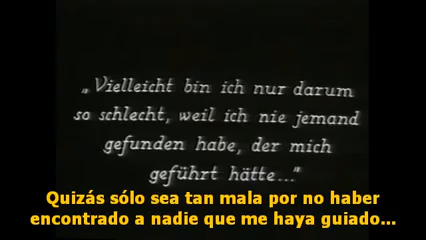 „Vielleicht bin ich nur darum
so schlecht, weil ich nie jemand
gefunden habe, der mich
geführt hätte..."
Quizás sólo sea tan mala por no haber
encontrado a nadie que me haya guiado...